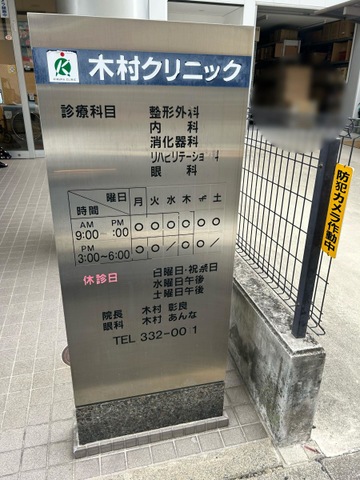 木村クリニック
診療科目 整形外科
内科
消化器科
リハビリテーショ 科
眼科
曜日 月 火 水 木 金 土
時間
AM PM
9:00~ :00 ○ ○ ○ ○ ○ ○
PM PM
3:00~6:00 ○ ○ / ○ ○ /
休診日 日曜日・祝祭日
水曜日午後
土曜日午後
院長 木村 彰良
眼科 木村 あんな
TEL 332-00 1
防犯カメラ作動中